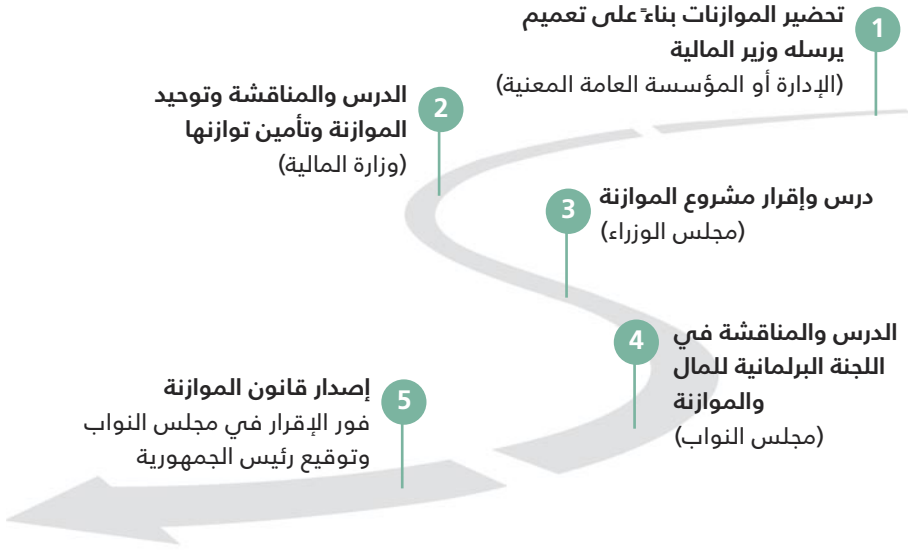 1
تحضير الموازنات بناءً على تعميم
يرسله وزير المالية
(الإدارة أو المؤسسة العامة المعنية)
2
الدرس والمناقشة وتوحيد
الموازنة وتأمين توازنها
(وزارة المالية)
3
درس وإقرار مشروع الموازنة
(مجلس الوزراء)
4
الدرس والمناقشة في
اللجنة البرلمانية للمال
والموازنة
(مجلس النواب)
5
إصدار قانون الموازنة
فور الإقرار في مجلس النواب
وتوقيع رئيس الجمهورية